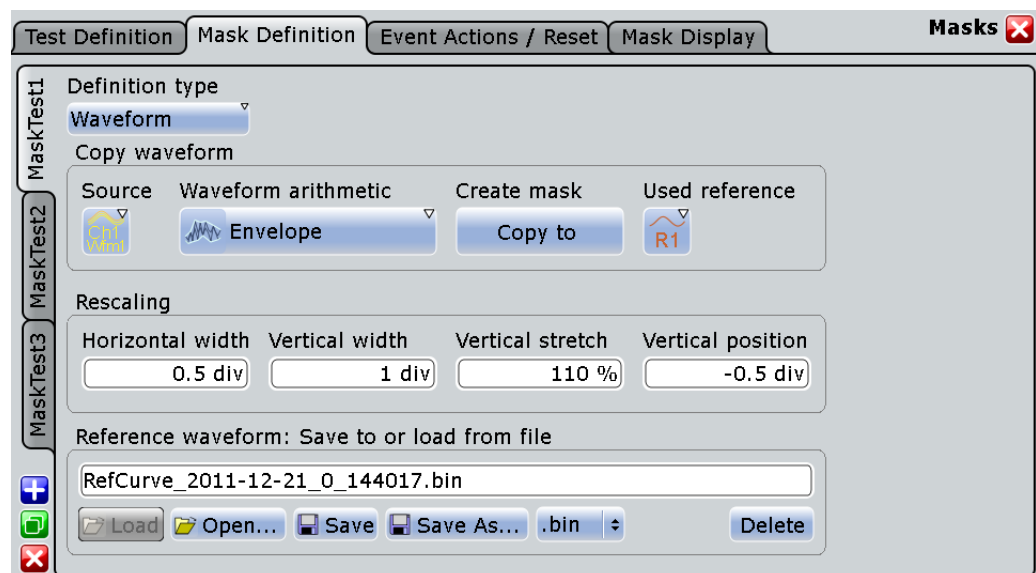 Test Definition Mask Definition Event Actions / Reset Mask Display Masks
MaskTest1
MaskTest2
MaskTest3
Definition type
Waveform
Copy waveform
Source Waveform arithmetic Create mask Used reference
Ch1
Wfm1
Envelope
Copy to
R1
Rescaling
Horizontal width Vertical width Vertical stretch Vertical position
0.5 div 1 div 110 % -0.5 div
Reference waveform: Save to or load from file
RefCurve_2011-12-21_0_144017.bin
Load Open... Save Save As... .bin Delete